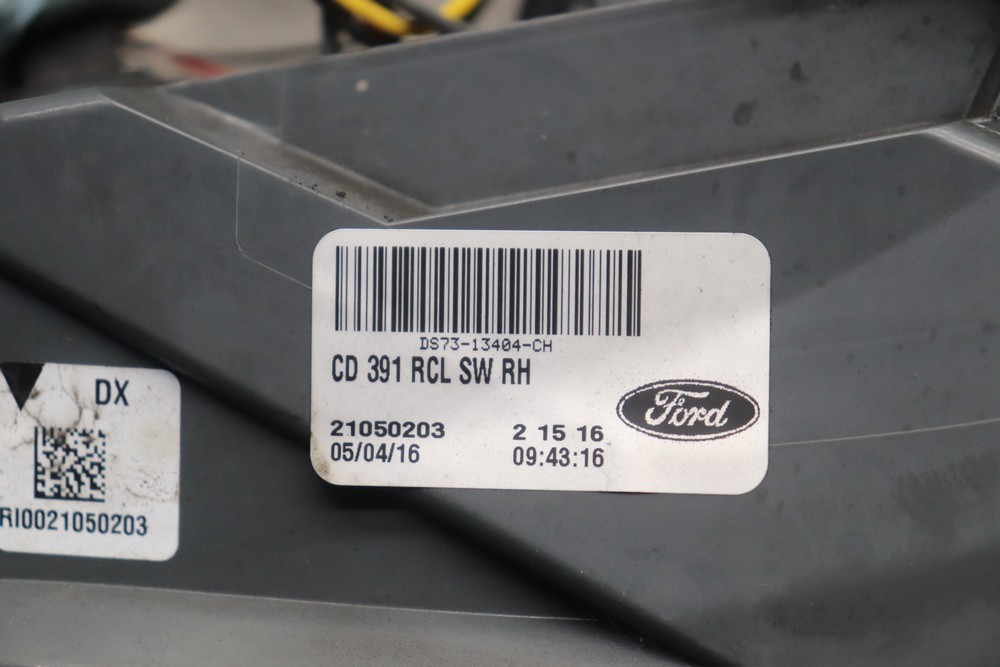 DS73-13404-CH
CD 391 RCL SW RH
Ford
21050203 2 15 16
05/04/16 09:43:16
DX
RI0021050203